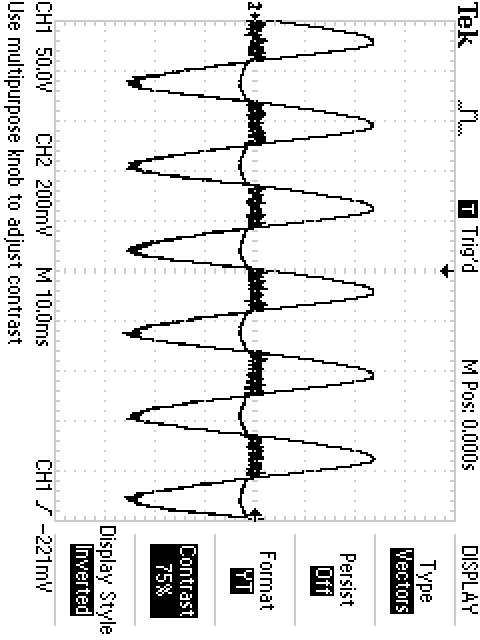 Tek
T Trig'd
M Pos: 0.000s
DISPLAY
Type
Vectors
Persist
Off
Format
YT
Contrast
75%
Display Style
Inverted
2
CH1 50.0V
CH2 200mV
M 10.0ms
CH1 / -221mV
Use multipurpose knob to adjust contrast